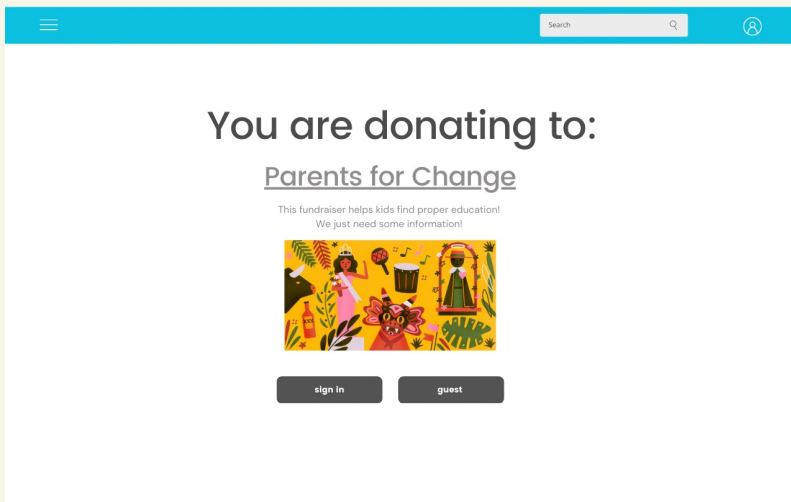 Search
You are donating to:
Parents for Change
This fundraiser helps kids find proper education!
We just need some information!
sign in
guest